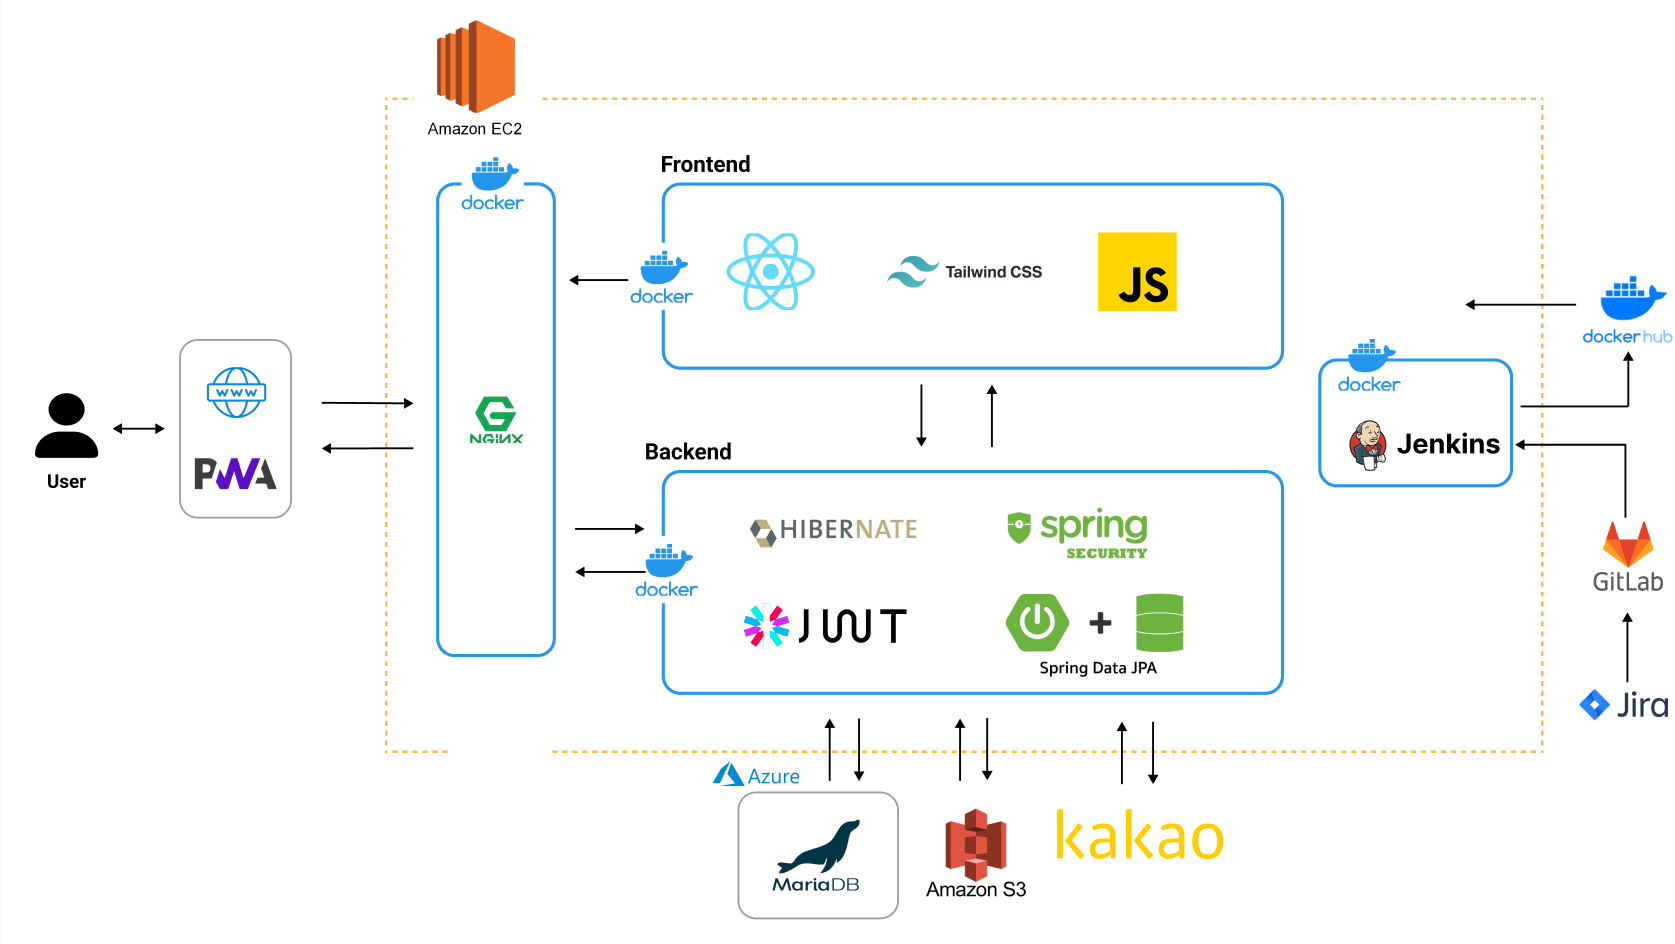 Amazon EC2
docker
Frontend
docker
Tailwind CSS
JS
docker hub
docker
Jenkins
WWW
PWA
User
NGINX
Backend
HIBERNATE
spring
SECURITY
docker
JWT
+
Spring Data JPA
GitLab
Jira
Azure
MariaDB
Amazon S3
kakao